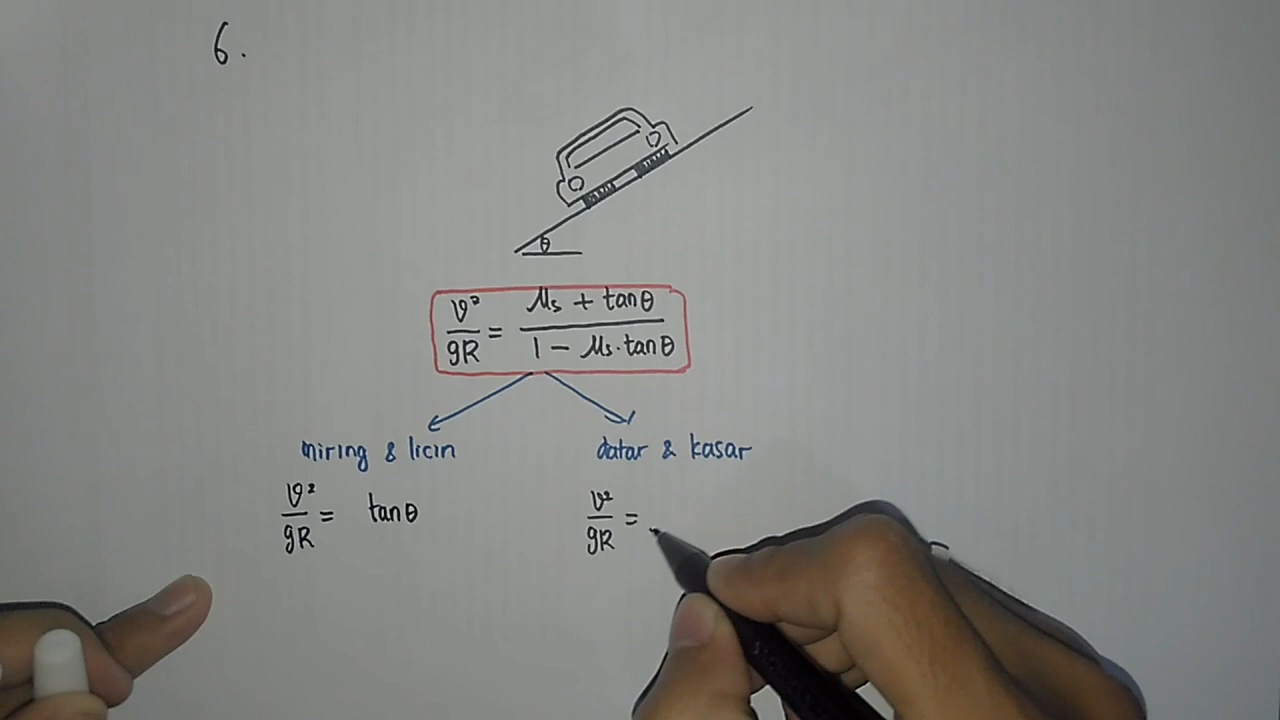 6.
θ
v²/gR = μs + tanθ / 1 - μs·tanθ
miring & licin
datar & kasar
v²/gR = tanθ
v²/gR =